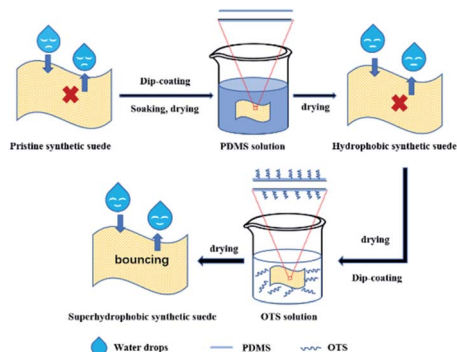 Dip-coating
Soaking, drying
drying
Pristine synthetic suede
PDMS solution
Hydrophobic synthetic suede
drying
Dip-coating
drying
bouncing
Superhydrophobic synthetic suede
OTS solution
Water drops
PDMS
OTS